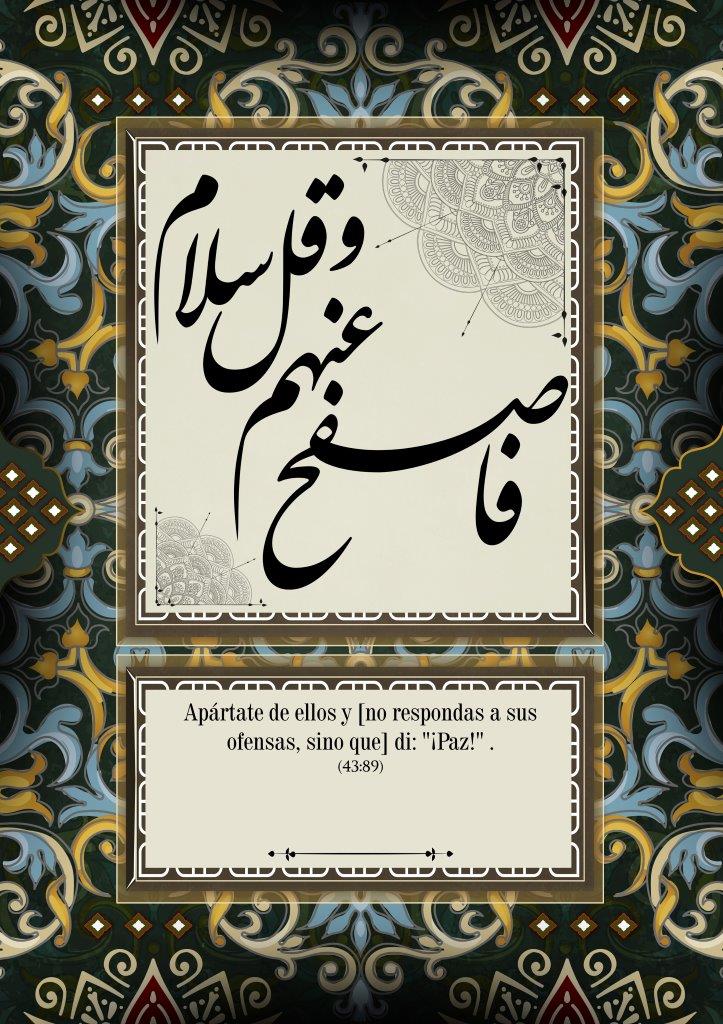 فاصفح
عنهم
وقل سلام
Apártate de ellos y [no respondas a sus
ofensas, sino que] di: "¡Paz!" .
(43:89)